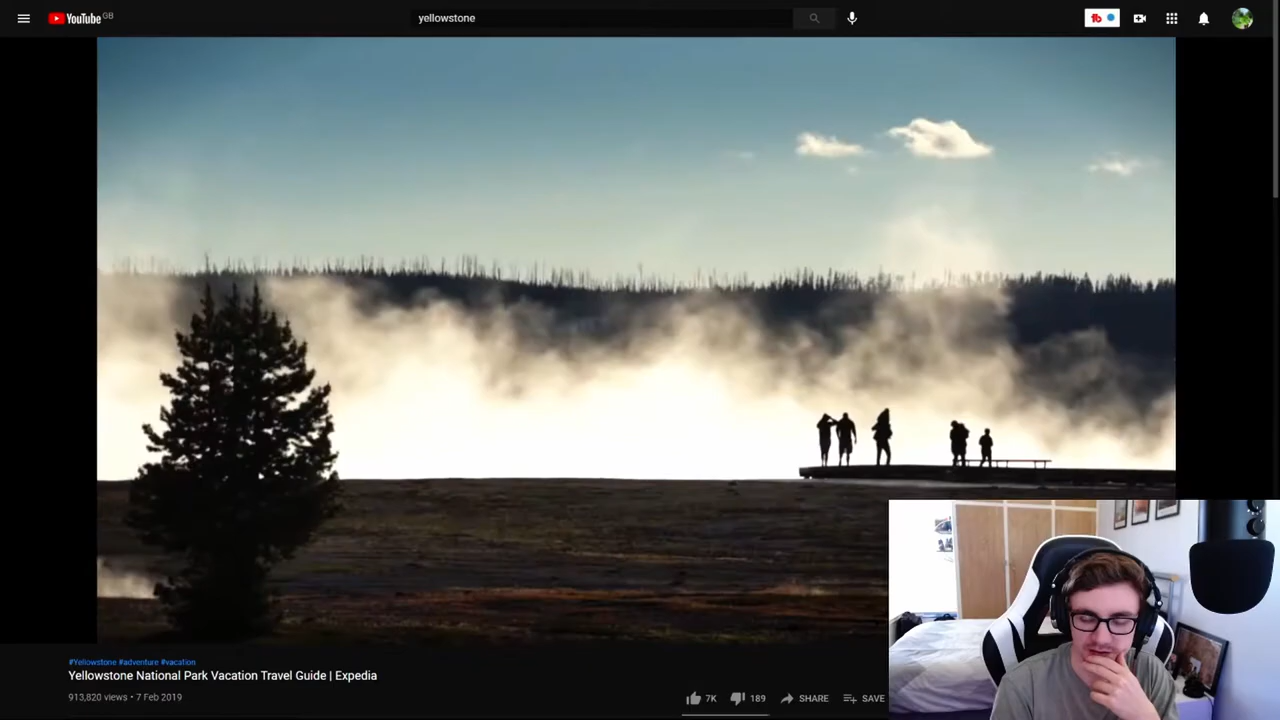 YouTube GB
yellowstone
#Yellowstone #adventure #vacation
Yellowstone National Park Vacation Travel Guide | Expedia
913,820 views • 7 Feb 2019
7K
189
SHARE
SAVE